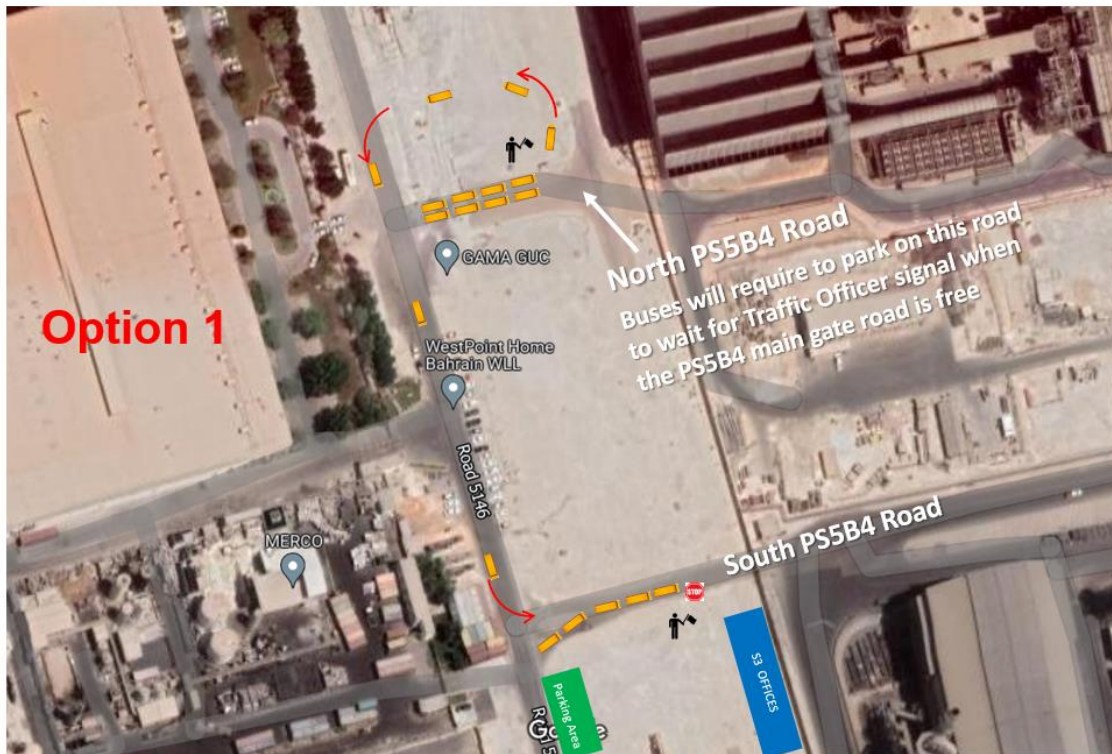 GAMA GUC
North PS5B4 Road
Buses will require to park on this road
to wait for Traffic Officer signal when
the PS5B4 main gate road is free
Option 1
WestPoint Home
Bahrain WLL
Road 5146
MERCO
South PS5B4 Road
STOP
S3 OFFICES
Parking Area